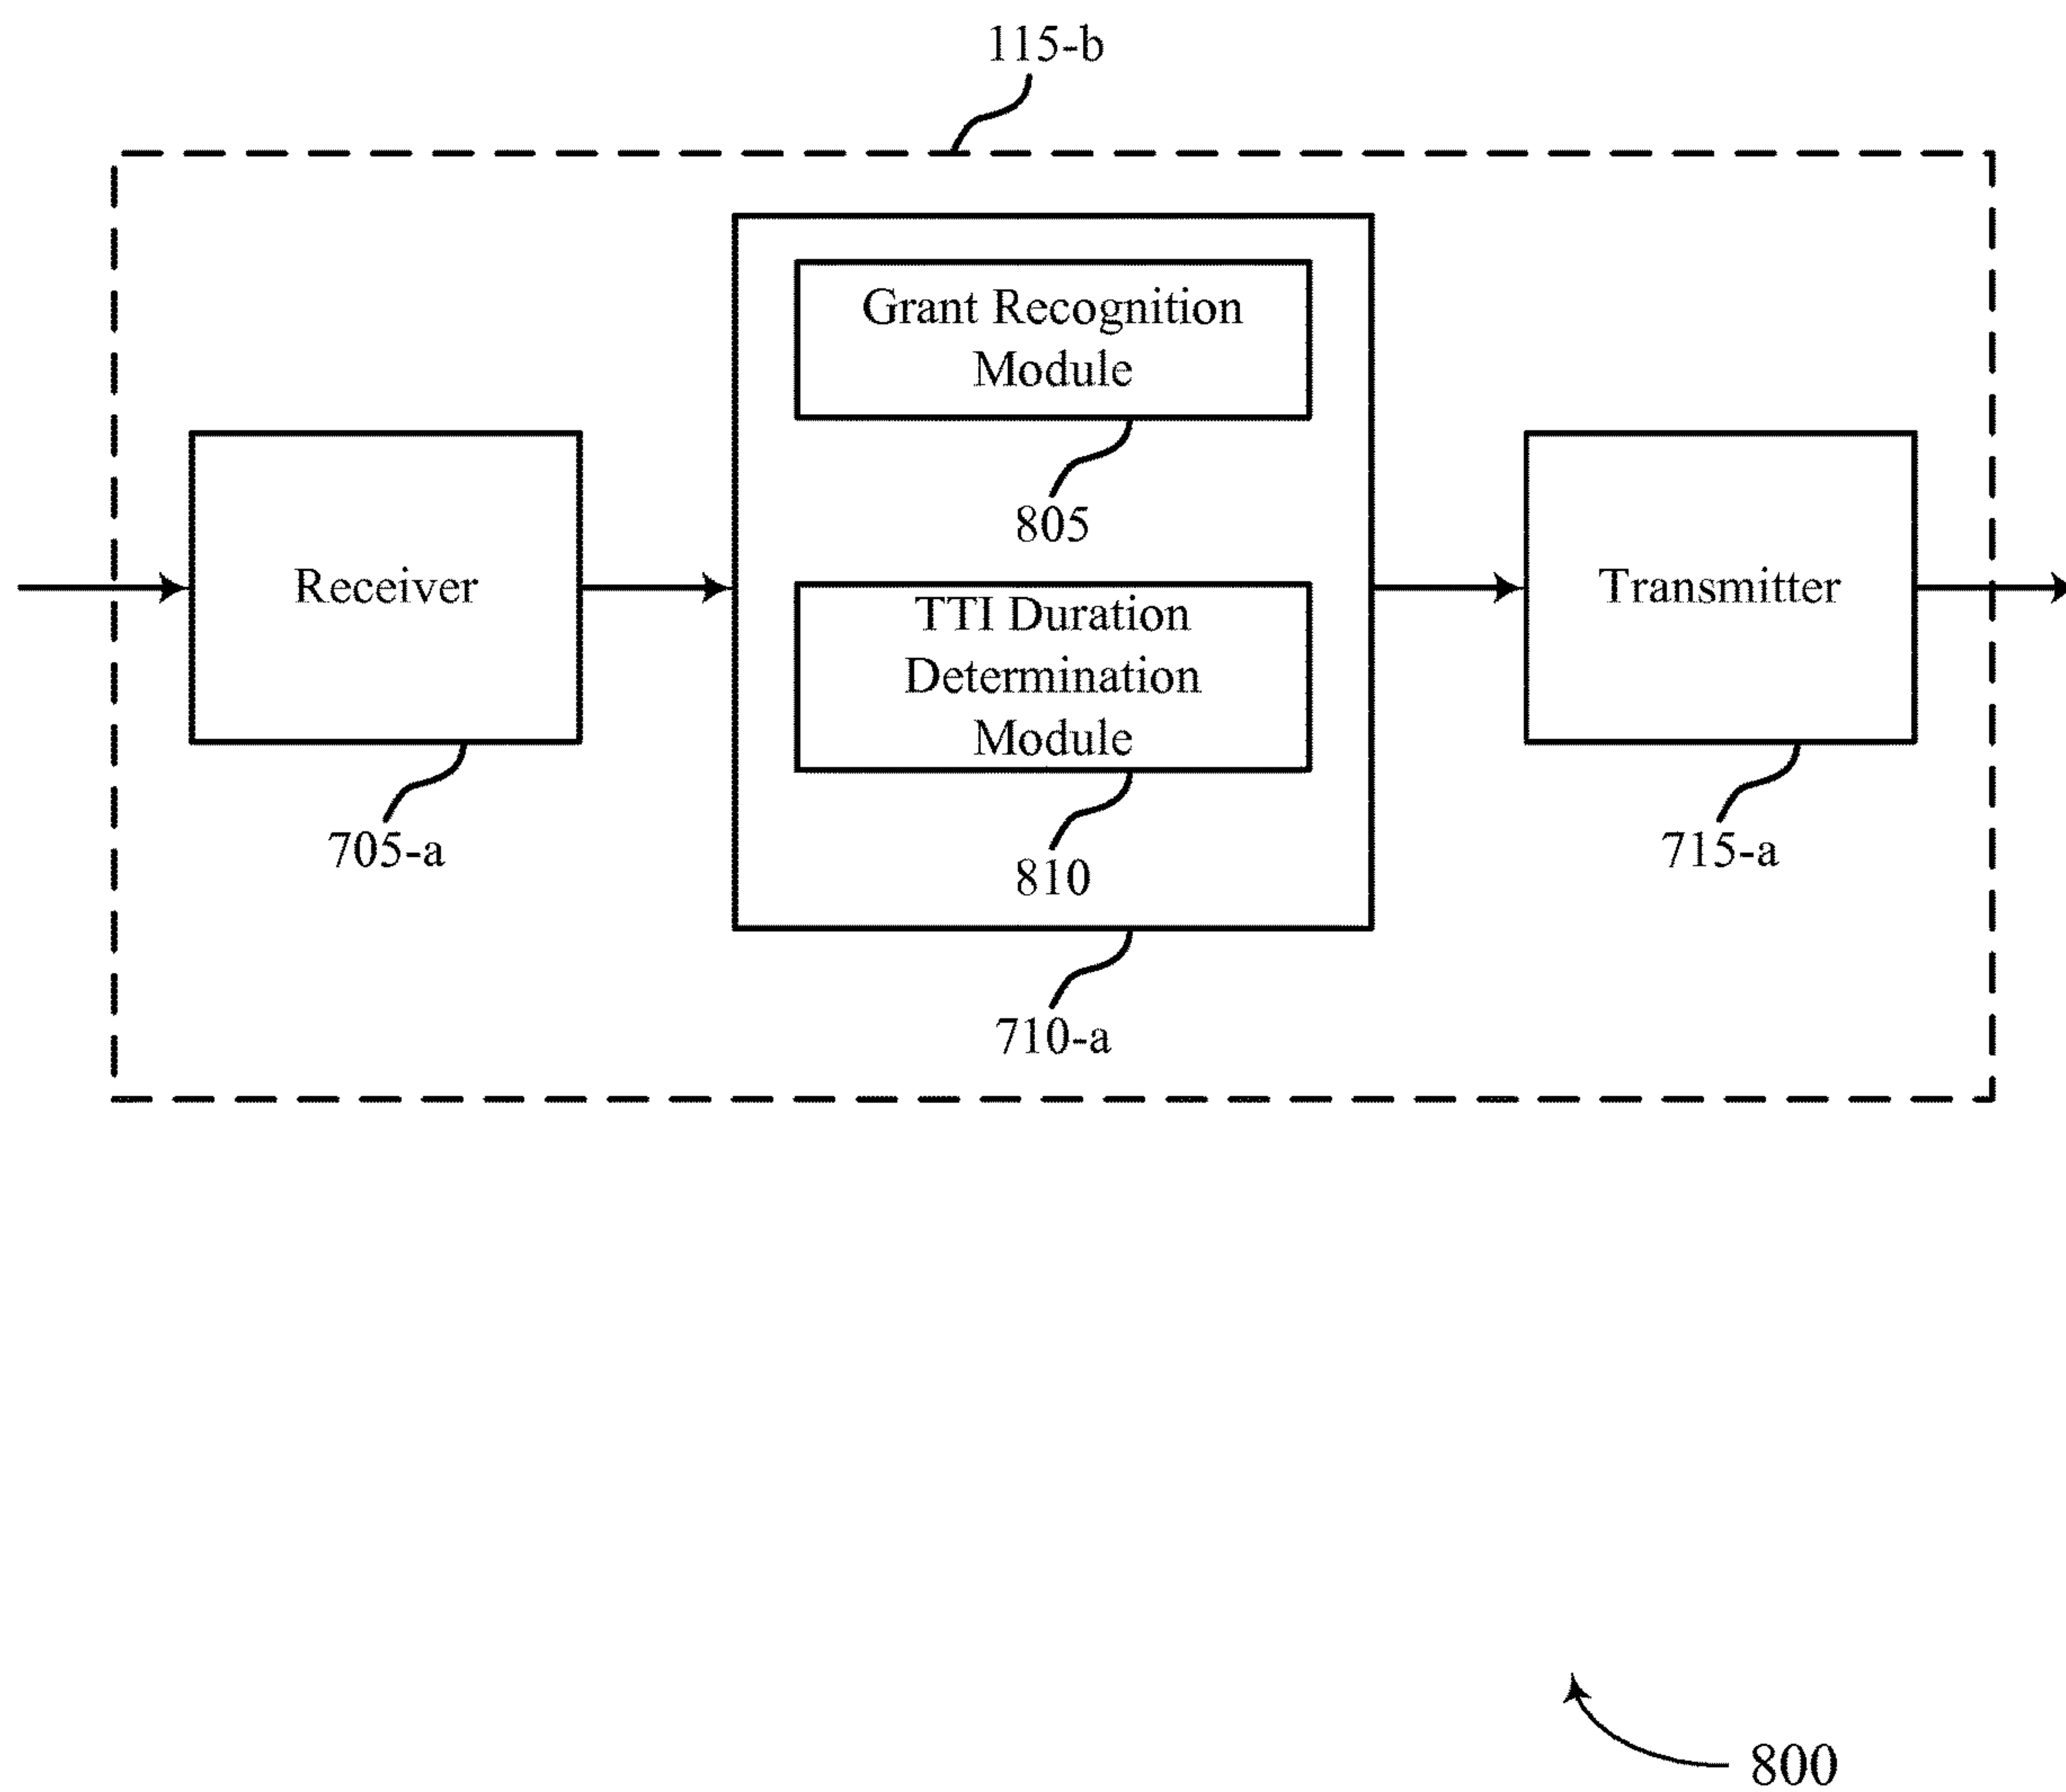 115-b
Grant Recognition
Module
805
Receiver
TTI Duration
Determination
Module
Transmitter
705-a
810
715-a
710-a
800